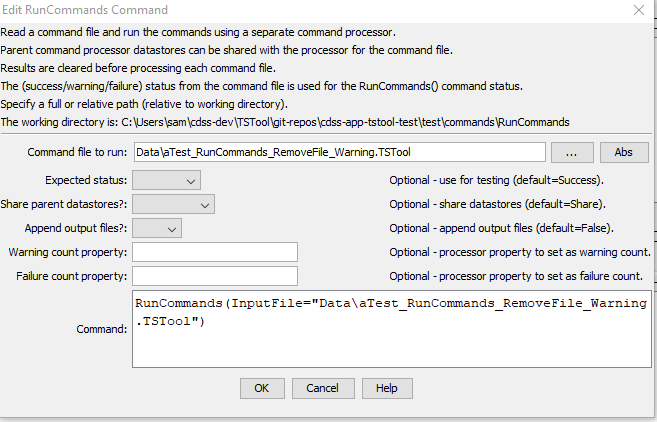 Edit RunCommands Command
Read a command file and run the commands using a separate command processor.
Parent command processor datastores can be shared with the processor for the command file.
Results are cleared before processing each command file.
The (success/warning/failure) status from the command file is used for the RunCommands() command status.
Specify a full or relative path (relative to working directory).
The working directory is: C:\Users\sam\cdss-dev\TSTool\git-repos\cdss-app-tstool-test\test\commands\RunCommands
Command file to run: Data\aTest_RunCommands_RemoveFile_Warning.TSTool ... Abs
Expected status: Optional - use for testing (default=Success).
Share parent datastores?: Optional - share datastores (default=Share).
Append output files?: Optional - append output files (default=False).
Warning count property: Optional - processor property to set as warning count.
Failure count property: Optional - processor property to set as failure count.
Command: RunCommands(InputFile="Data\aTest_RunCommands_RemoveFile_Warning
.TSTool")
OK Cancel Help